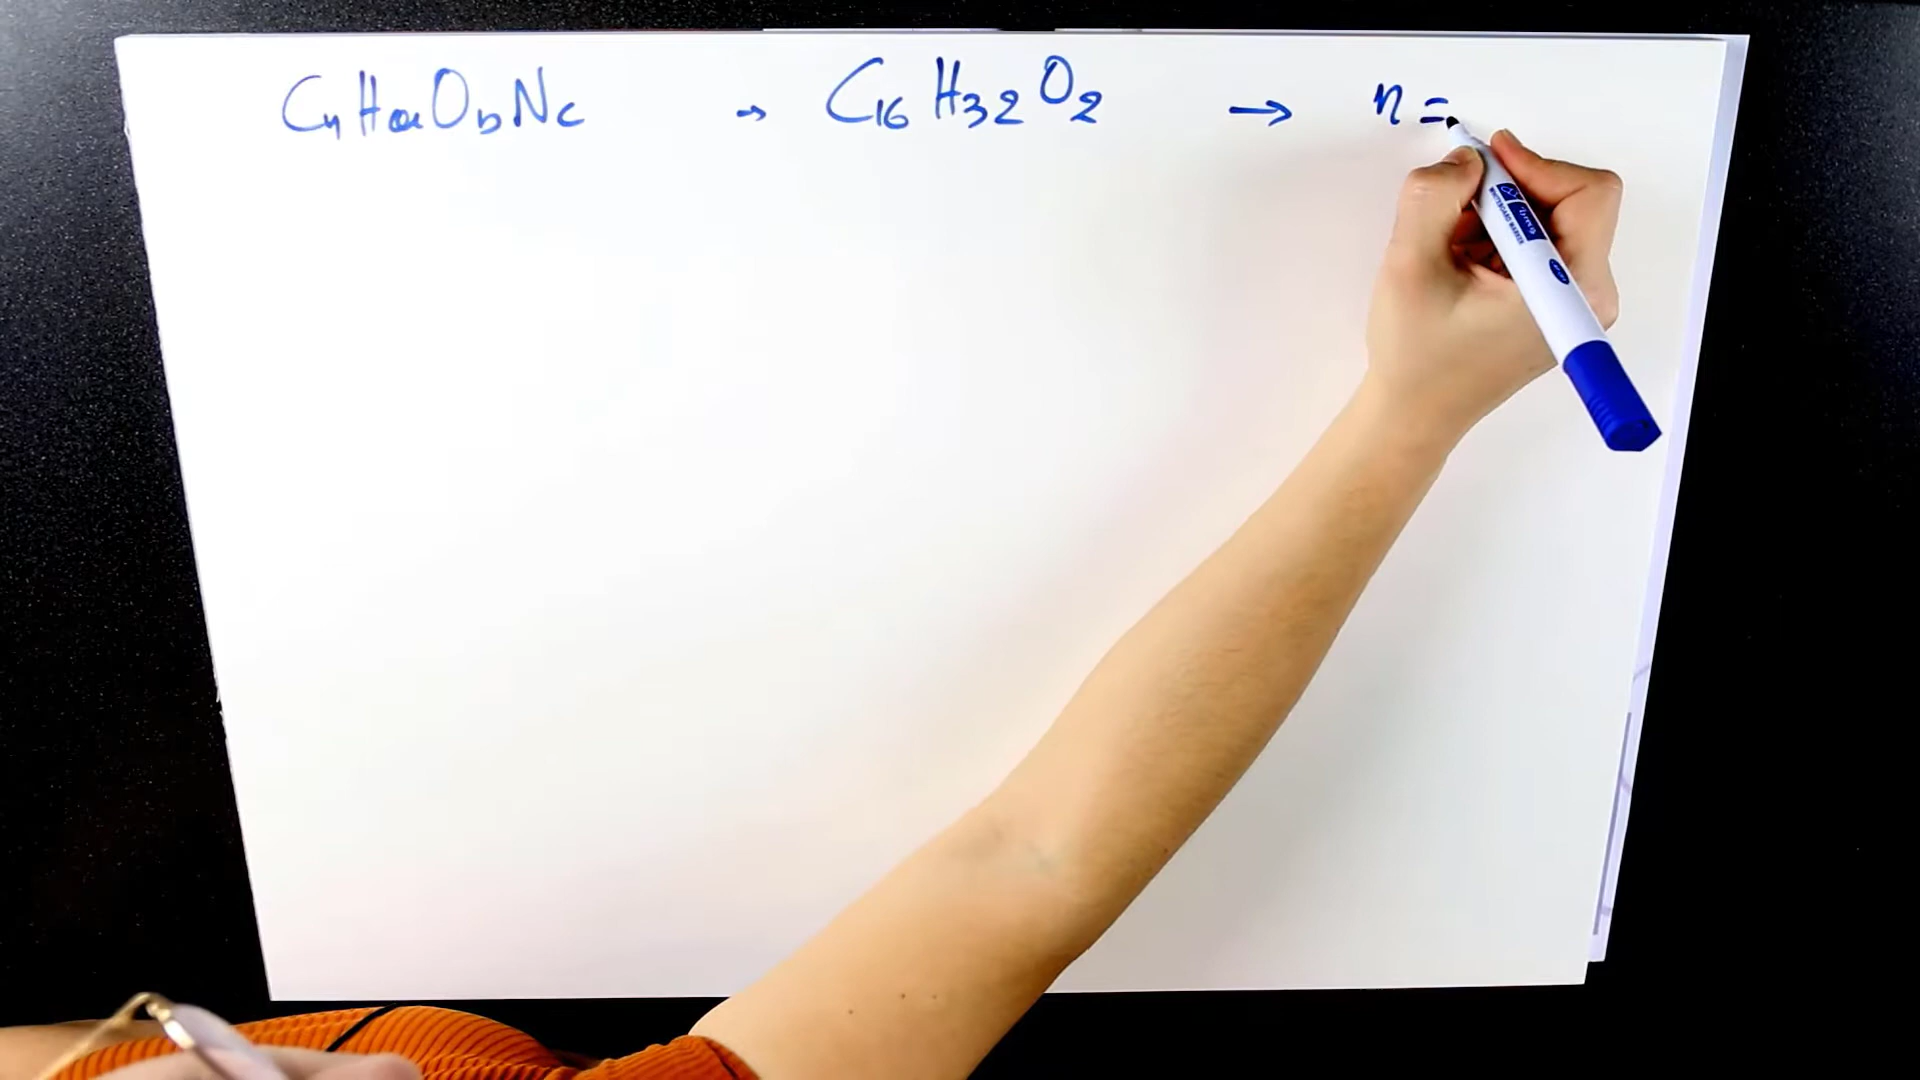 CnHaObNc → C16H32O2 → n =